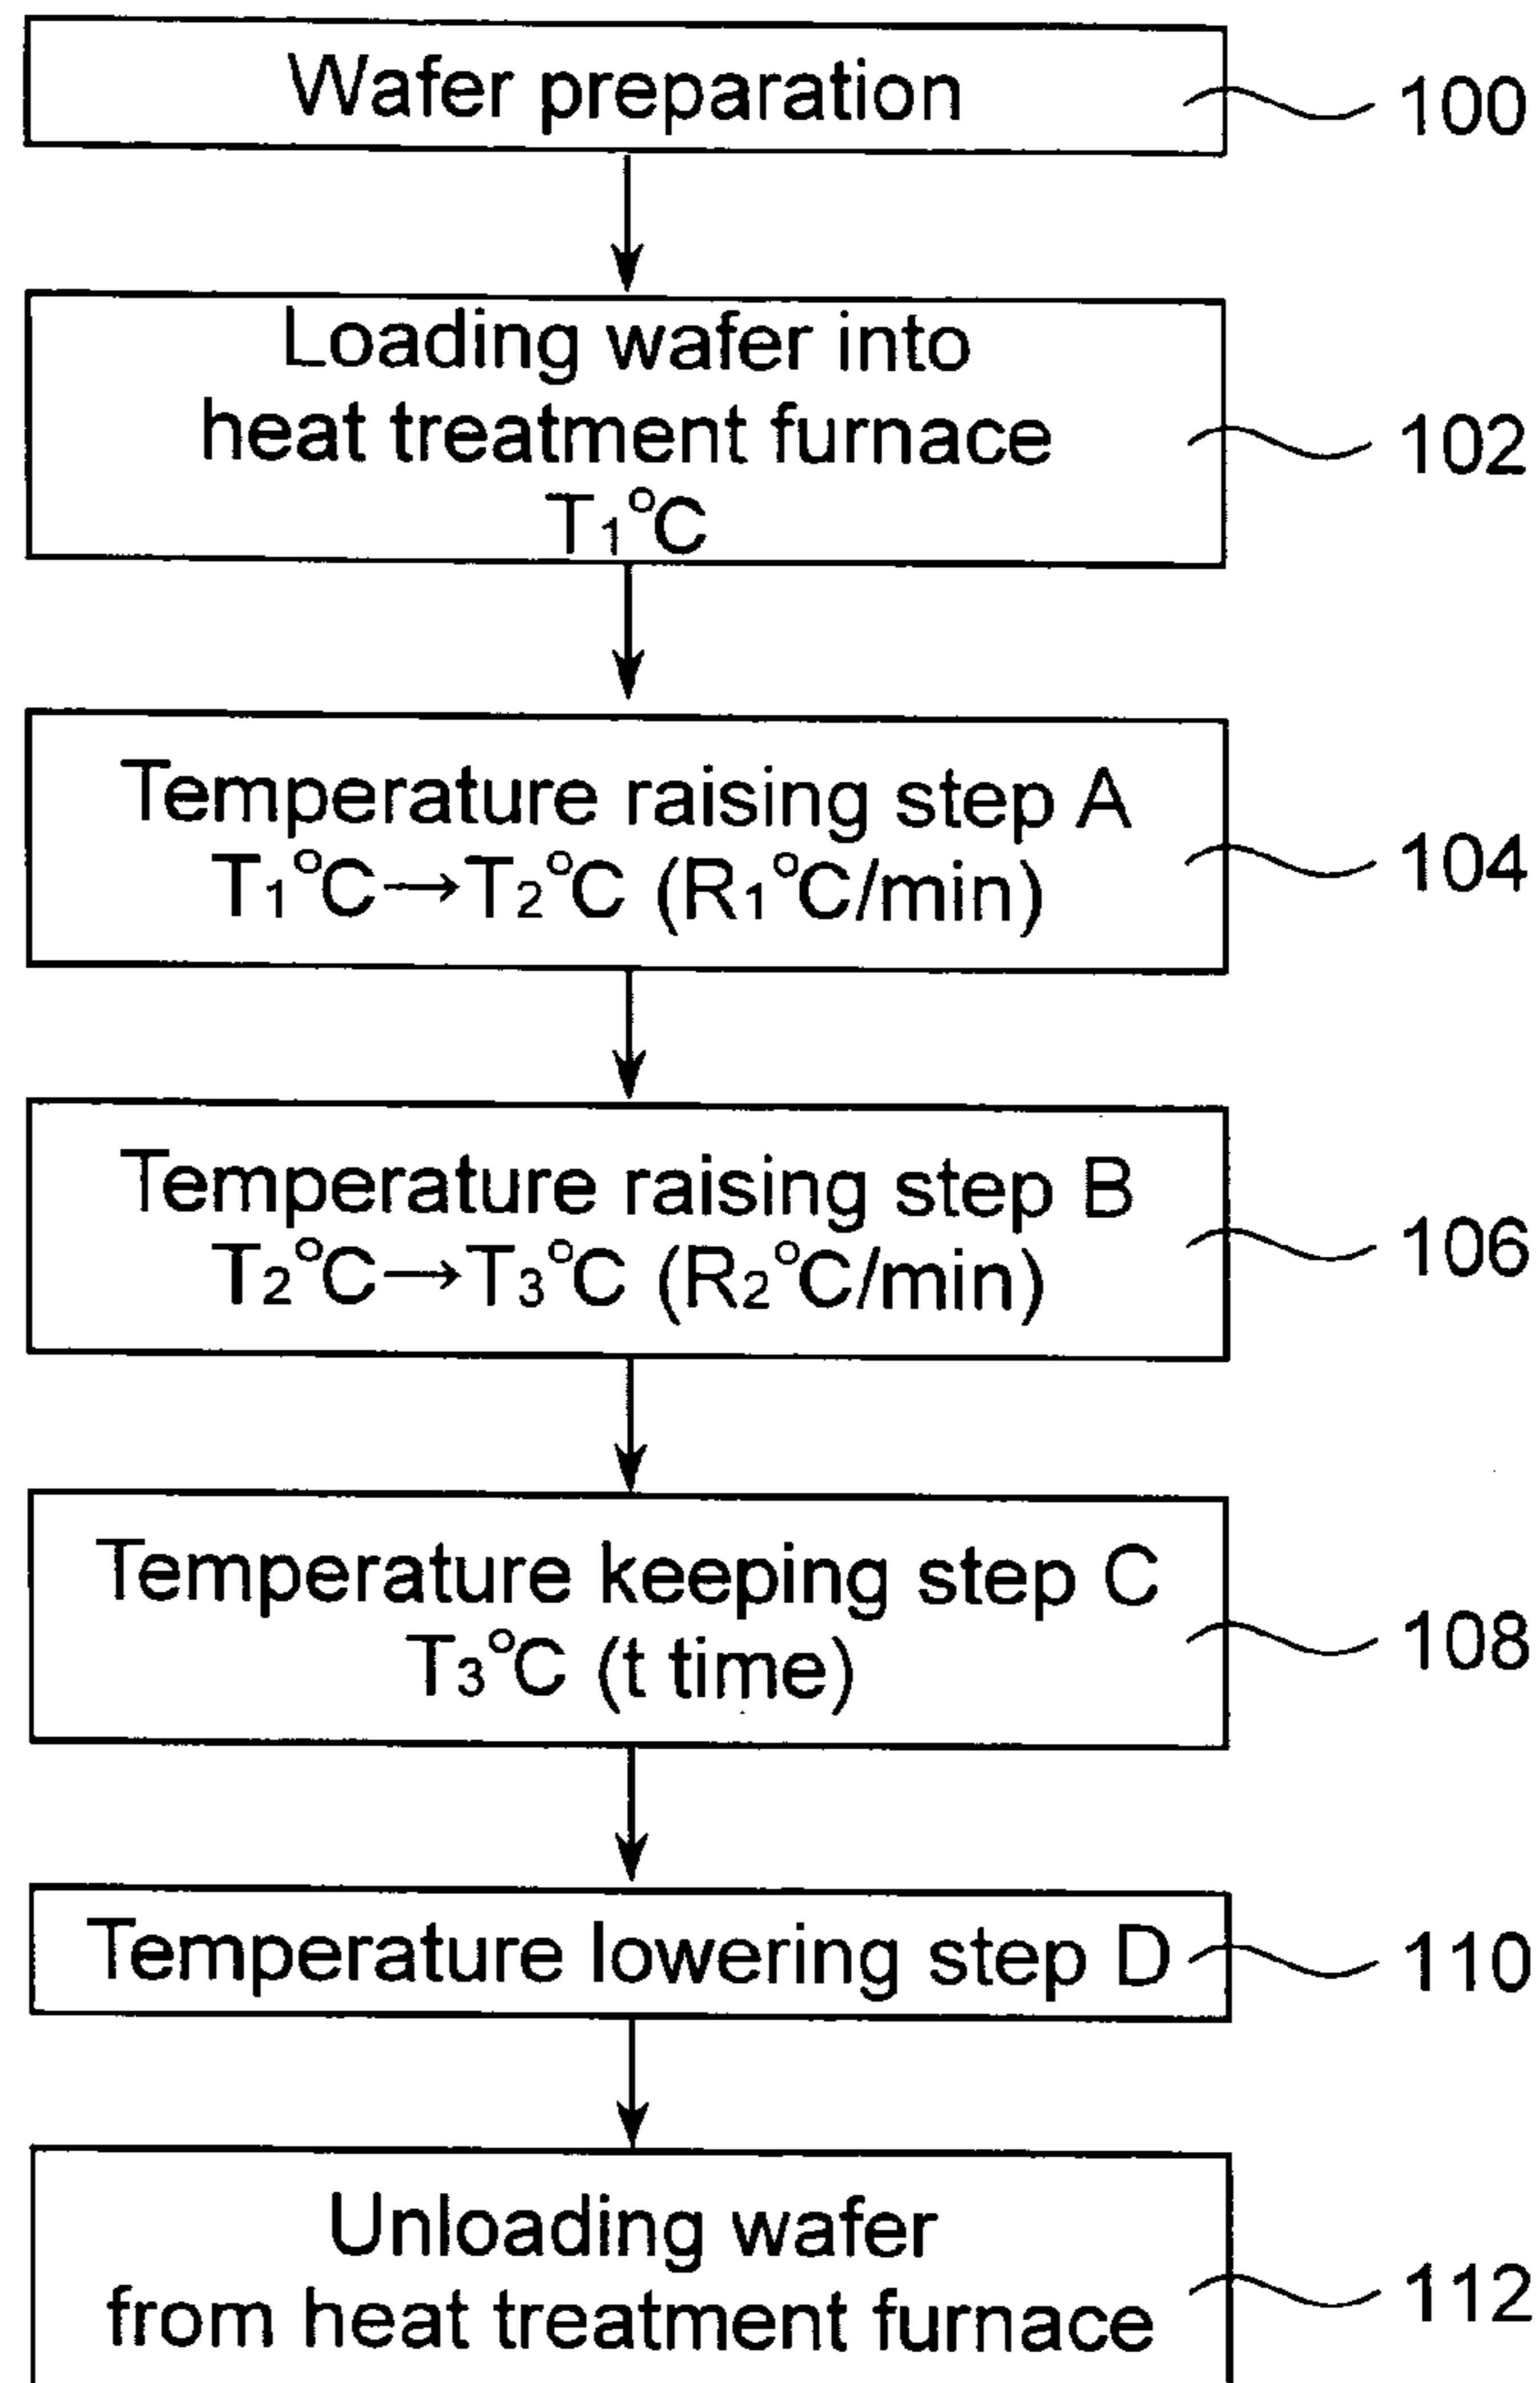 Wafer preparation
100
Loading wafer into
heat treatment furnace
T₁°C
102
Temperature raising step A
T₁°C→T₂°C (R₁°C/min)
104
Temperature raising step B
T₂°C→T₃°C (R₂°C/min)
106
Temperature keeping step C
T₃°C (t time)
108
Temperature lowering step D
110
Unloading wafer
from heat treatment furnace
112